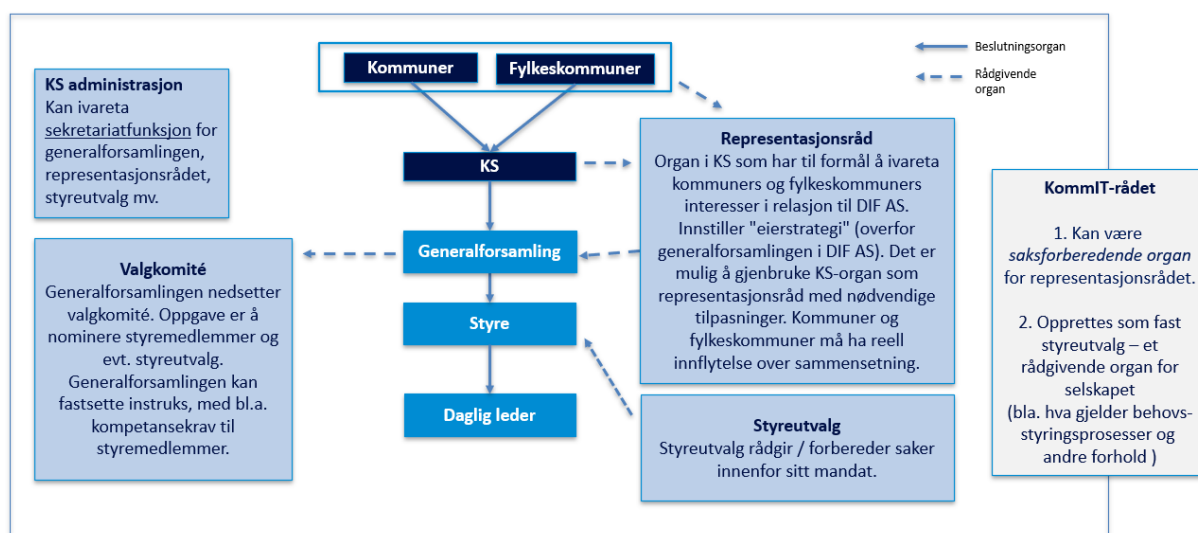 Beslutningsorgan
Rådgivende
organ
Kommuner
Fylkeskommuner
KS
Generalforsamling
Styre
Daglig leder
KS administrasjon
Kan ivareta
sekretariatfunksjon for
generalforsamlingen,
representasjonsrådet,
styreutvalg mv.
Valgkomité
Generalforsamlingen nedsetter
valgkomité. Oppgave er å
nominere styremedlemmer og
evt. styreutvalg.
Generalforsamlingen kan
fastsette instruks, med bl.a.
kompetansekrav til
styremedlemmer.
Representasjonsråd
Organ i KS som har til formål å ivareta
kommuners og fylkeskommuners
interesser i relasjon til DIF AS.
Innstiller "eierstrategi" (overfor
generalforsamlingen i DIF AS). Det er
mulig å gjenbruke KS-organ som
representasjonsråd med nødvendige
tilpasninger. Kommuner og
fylkeskommuner må ha reell
innflytelse over sammensetning.
Styreutvalg
Styreutvalg rådgir / forbereder saker
innenfor sitt mandat.
KommIT-rådet
1. Kan være
saksforberedende organ
for representasjonsrådet.
2. Opprettes som fast
styreutvalg – et
rådgivende organ for
selskapet
(bla. hva gjelder behovs-
styringsprosesser og
andre forhold )